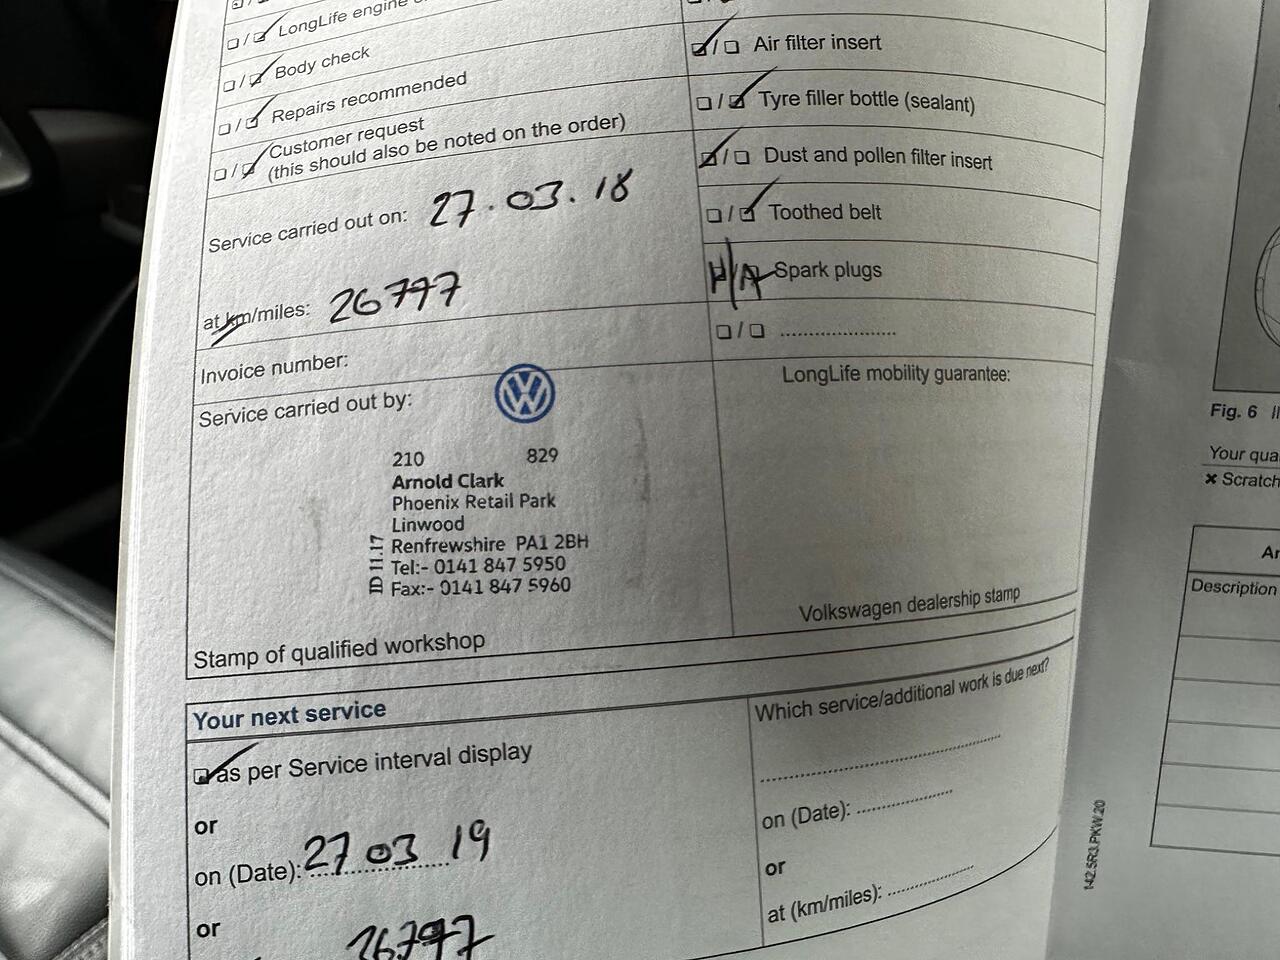 LongLife engine
Body check
Repairs recommended
Customer request
(this should also be noted on the order)
Service carried out on: 27.03.18
at km/miles: 26777
Invoice number:
Service carried out by:
210 829
Arnold Clark
Phoenix Retail Park
Linwood
Renfrewshire PA1 2BH
Tel:- 0141 847 5950
Fax:- 0141 847 5960
ID 11.17
Stamp of qualified workshop
Air filter insert
Tyre filler bottle (sealant)
Dust and pollen filter insert
Toothed belt
N/A Spark plugs
LongLife mobility guarantee:
Volkswagen dealership stamp
Your next service
as per Service interval display
or
on (Date): 27 03 19
or
Which service/additional work is due next?
on (Date):
or
at (km/miles):
142.5R3.PKW.20
Fig. 6
Your
Scratch
Description